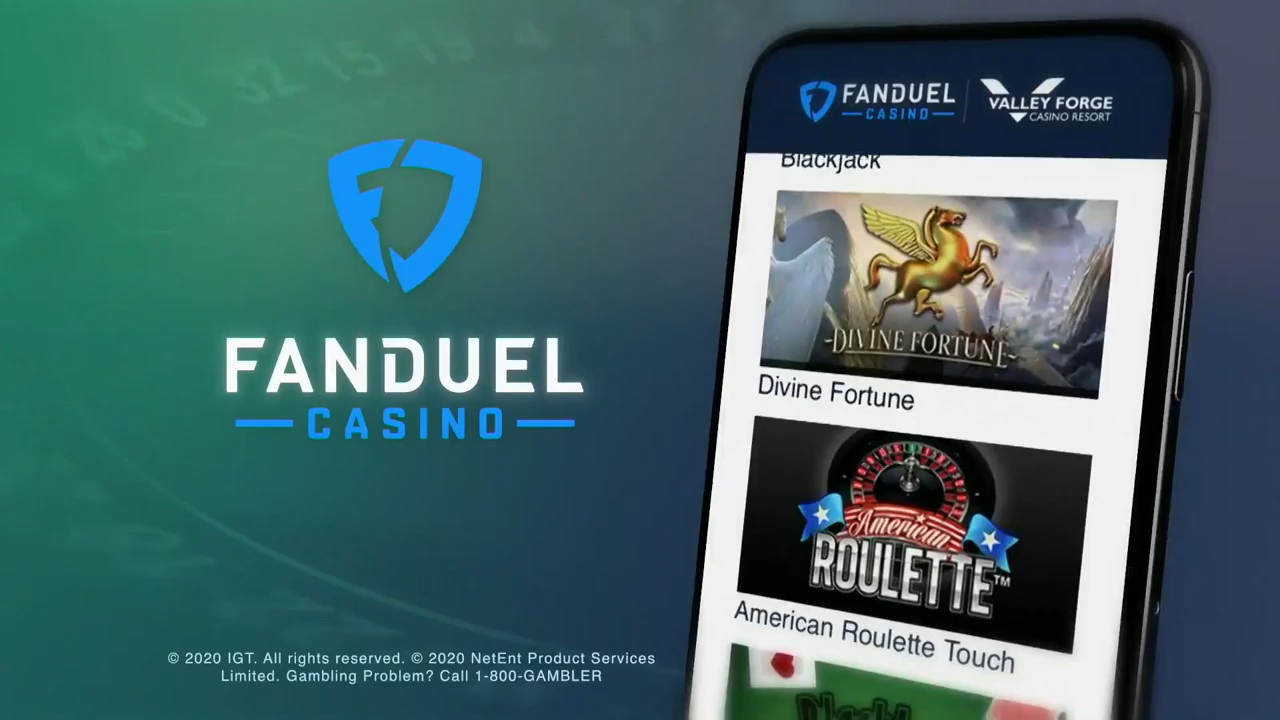 FANDUEL
CASINO
© 2020 IGT. All rights reserved. © 2020 NetEnt Product Services
Limited. Gambling Problem? Call 1-800-GAMBLER
FANDUEL
CASINO
VALLEY FORGE
CASINO RESORT
Blackjack
-DIVINE FORTUNE-
Divine Fortune
American
ROULETTE™
American Roulette Touch